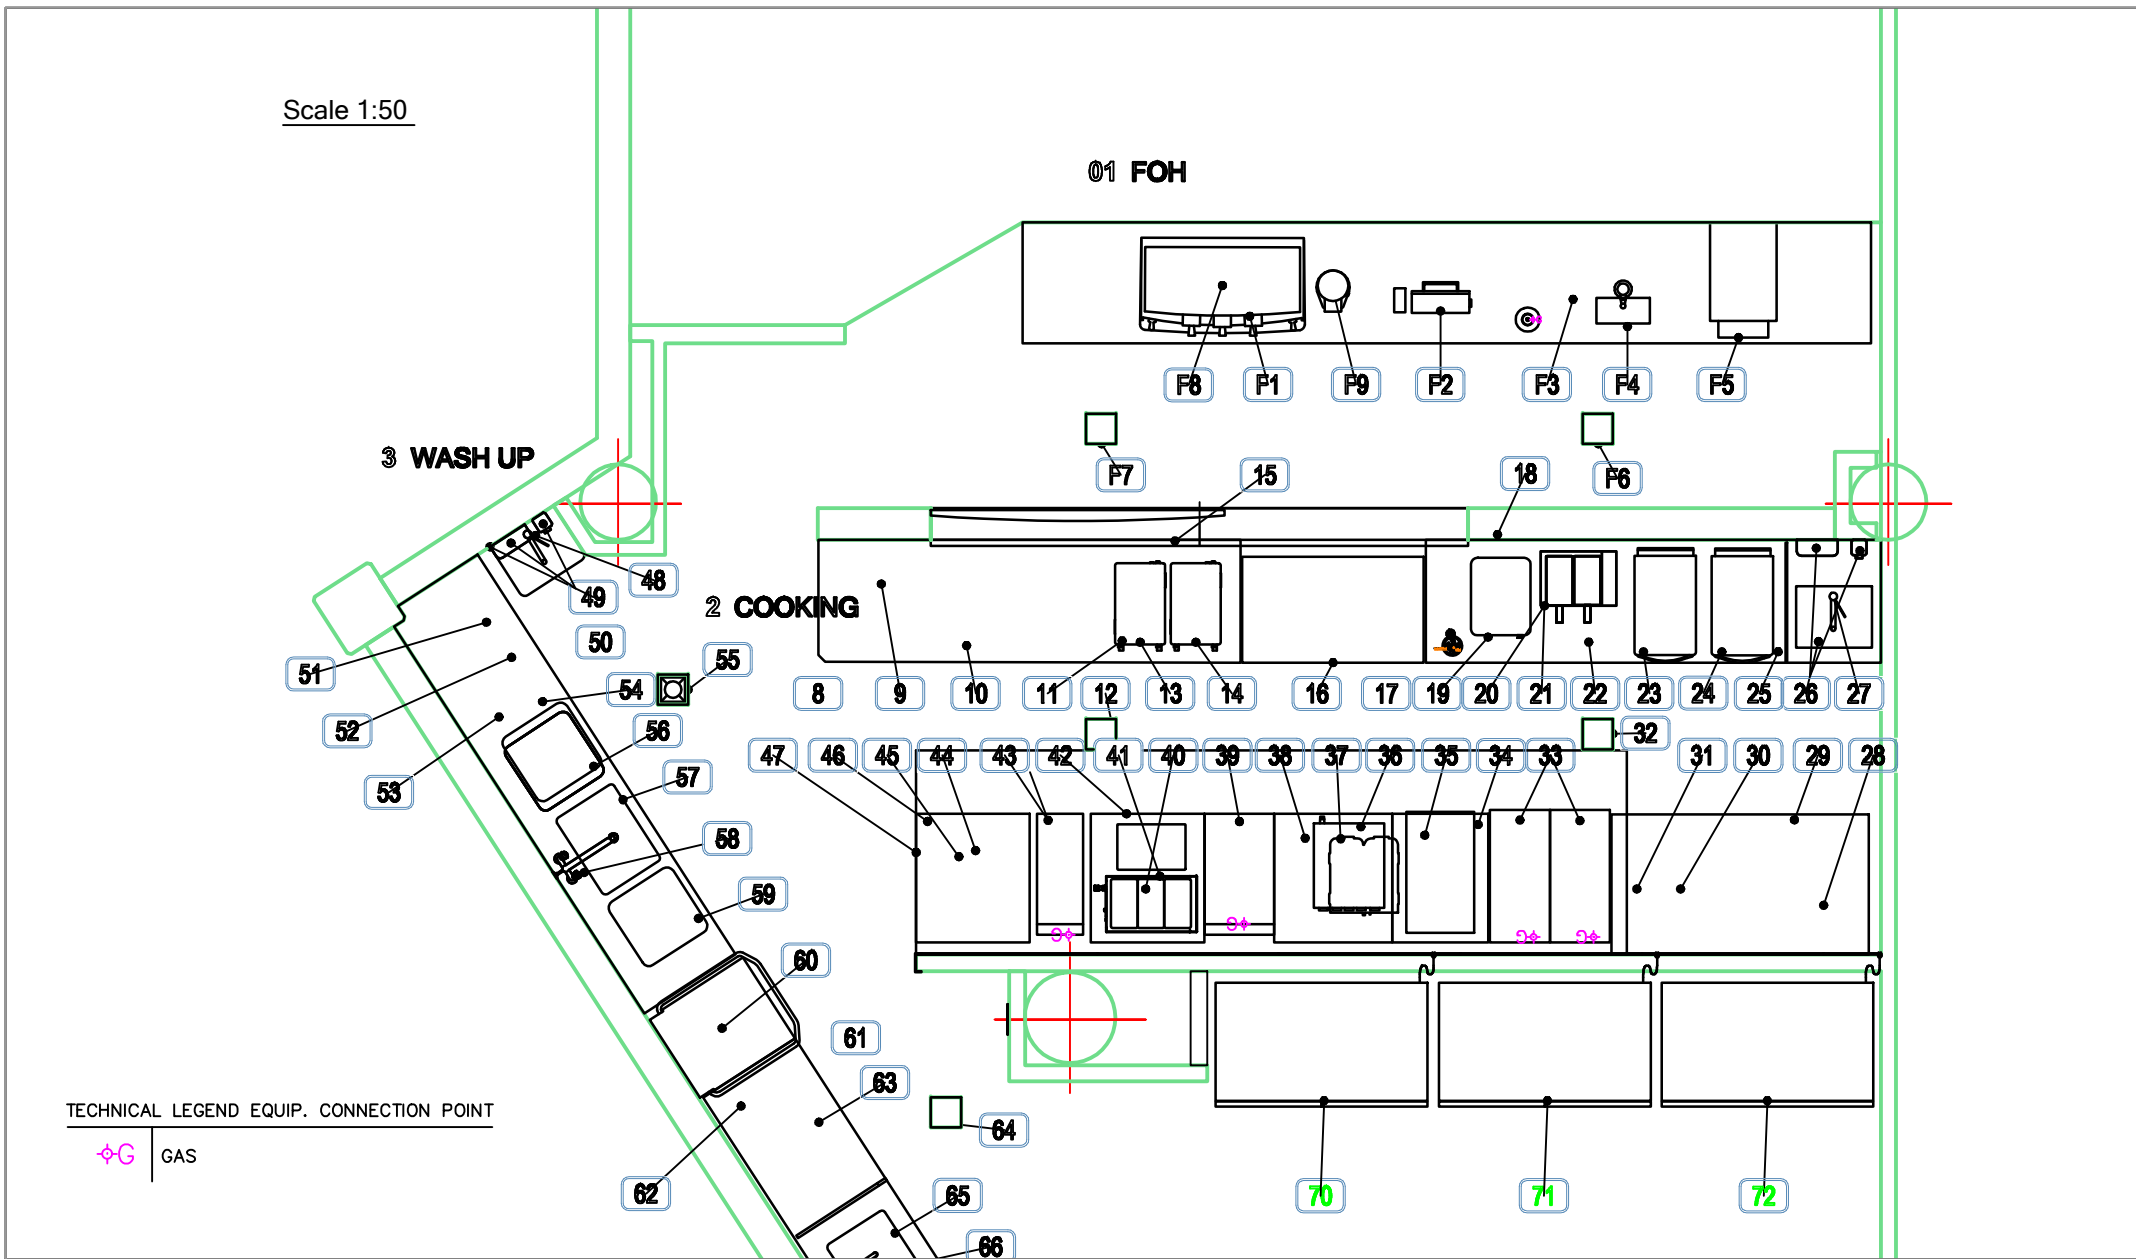 Scale 1:50
01 FOH
F8 F1 F9 F2 F3 F4 F5
3 WASH UP
F7 15 18 F6
48
49
2 COOKING
50
51 54 55
8 9 10 11 12 13 14 16 17 19 20 21 22 23 24 25 26 27
52 56 32
47 46 45 44 43 42 41 40 39 38 37 36 35 34 33 31 30 29 28
53 57
58
59
60
61
63
TECHNICAL LEGEND EQUIP. CONNECTION POINT
64
G GAS
G G G G
62 65 70 71 72
66